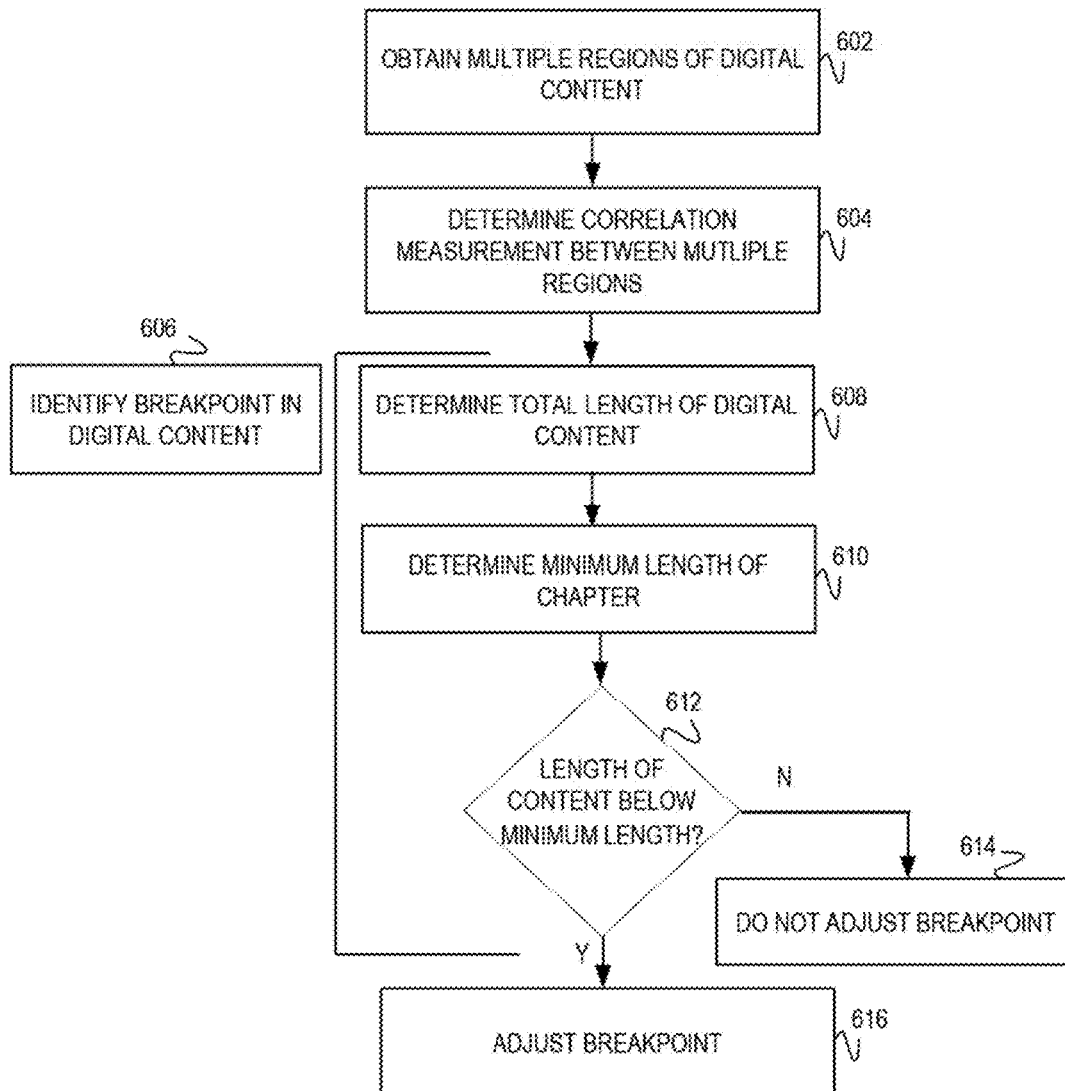 OBTAIN MULTIPLE REGIONS OF DIGITAL
CONTENT
602
DETERMINE CORRELATION
MEASUREMENT BETWEEN MUTLIPLE
REGIONS
604
606
IDENTIFY BREAKPOINT IN
DIGITAL CONTENT
DETERMINE TOTAL LENGTH OF DIGITAL
CONTENT
608
DETERMINE MINIMUM LENGTH OF
CHAPTER
610
612
LENGTH OF
CONTENT BELOW
MINIMUM LENGTH?
N
614
DO NOT ADJUST BREAKPOINT
Y
ADJUST BREAKPOINT
616